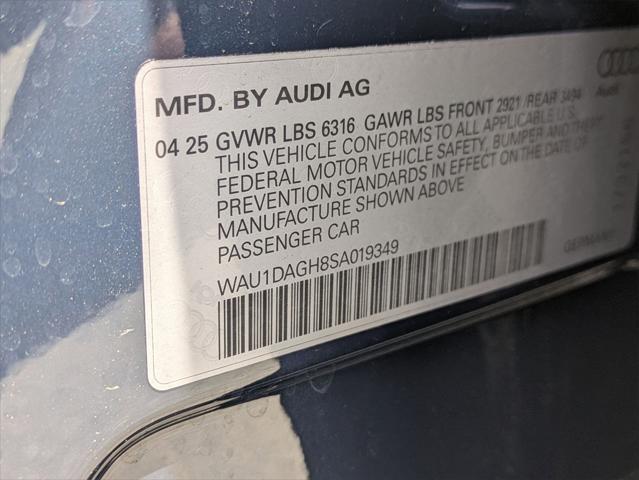 MFD. BY AUDI AG
Audi
04 25 GVWR LBS 6316 GAWR LBS FRONT 2921 /REAR 3494
THIS VEHICLE CONFORMS TO ALL APPLICABLE U.S.
FEDERAL MOTOR VEHICLE SAFETY, BUMPER AND THEFT
PREVENTION STANDARDS IN EFFECT ON THE DATE OF
MANUFACTURE SHOWN ABOVE
PASSENGER CAR
GERMANY
WAU1DAGH8SA019349